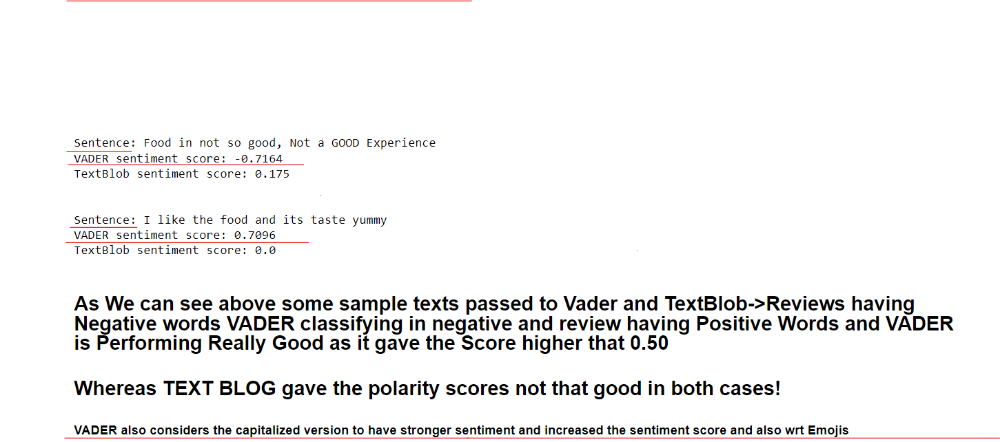 Sentence: Food in not so good, Not a GOOD Experience
VADER sentiment score: -0.7164
TextBlob sentiment score: 0.175
Sentence: I like the food and its taste yummy
VADER sentiment score: 0.7096
TextBlob sentiment score: 0.0
As We can see above some sample texts passed to Vader and TextBlob->Reviews having
Negative words VADER classifying in negative and review having Positive Words and VADER
is Performing Really Good as it gave the Score higher that 0.50
Whereas TEXT BLOG gave the polarity scores not that good in both cases!
VADER also considers the capitalized version to have stronger sentiment and increased the sentiment score and also wrt Emojis